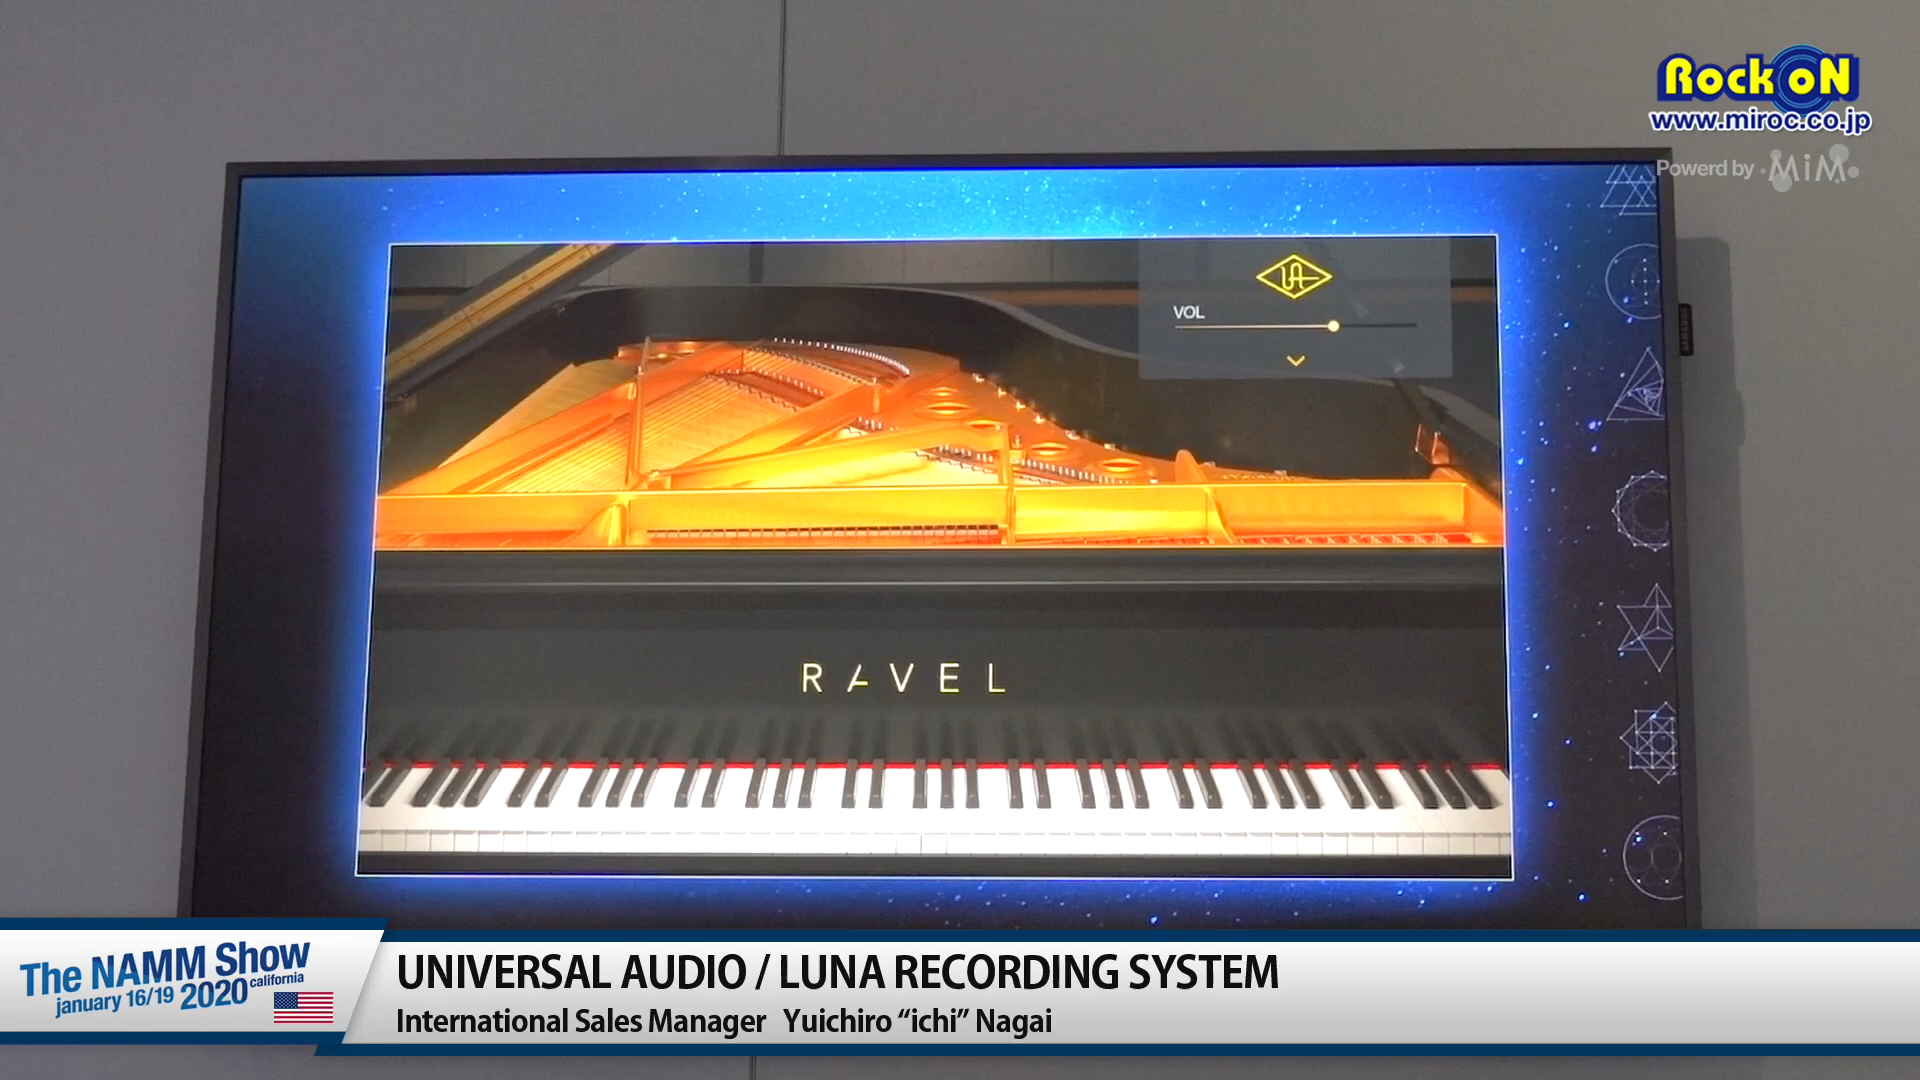 Rock oN
www.miroc.co.jp
Powerd by MiM
UA
VOL
RAVEL
The NAMM Show
california
january 16/19 2020
UNIVERSAL AUDIO / LUNA RECORDING SYSTEM
International Sales Manager Yuichiro “ichi” Nagai